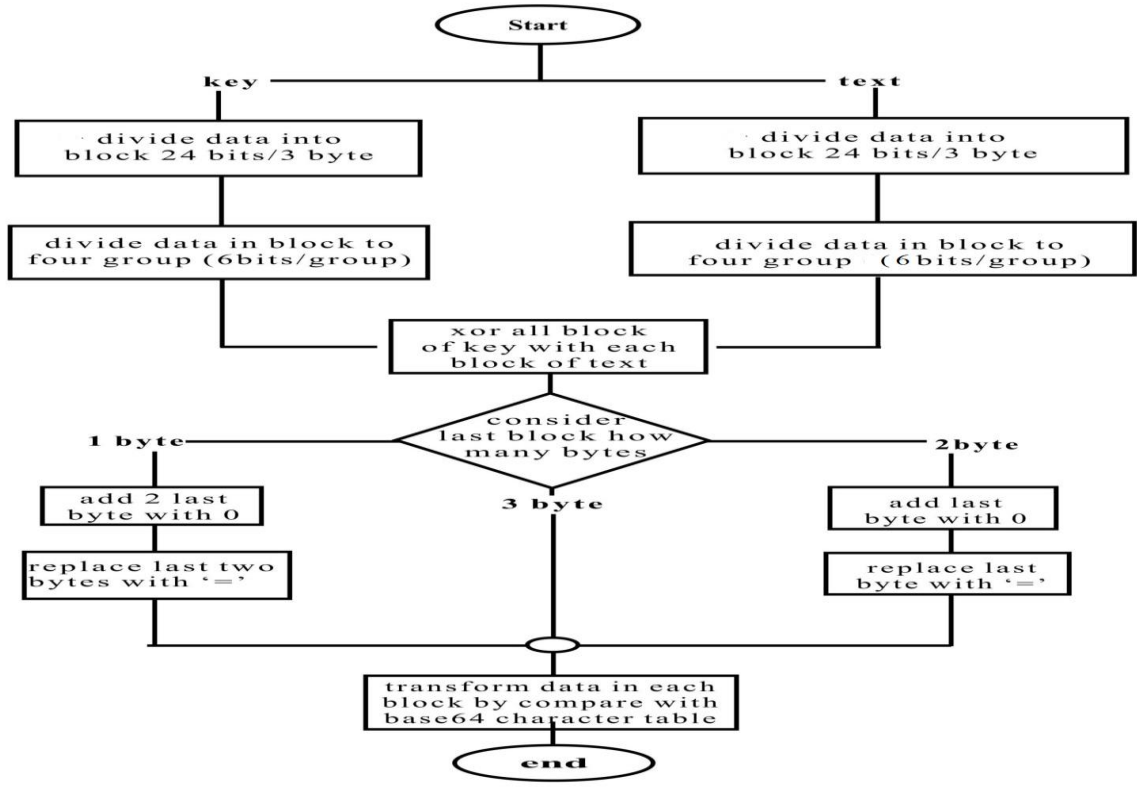 Start
key
text
divide data into
block 24 bits/3 byte
divide data into
block 24 bits/3 byte
divide data in block to
four group (6bits/group)
divide data in block to
four group (6bits/group)
xor all block
of key with each
block of text
consider
last block how
many bytes
1 byte
2byte
3 byte
add 2 last
byte with 0
add last
byte with 0
replace last two
bytes with ‘=’
replace last
byte with ‘=’
transform data in each
block by compare with
base64 character table
end